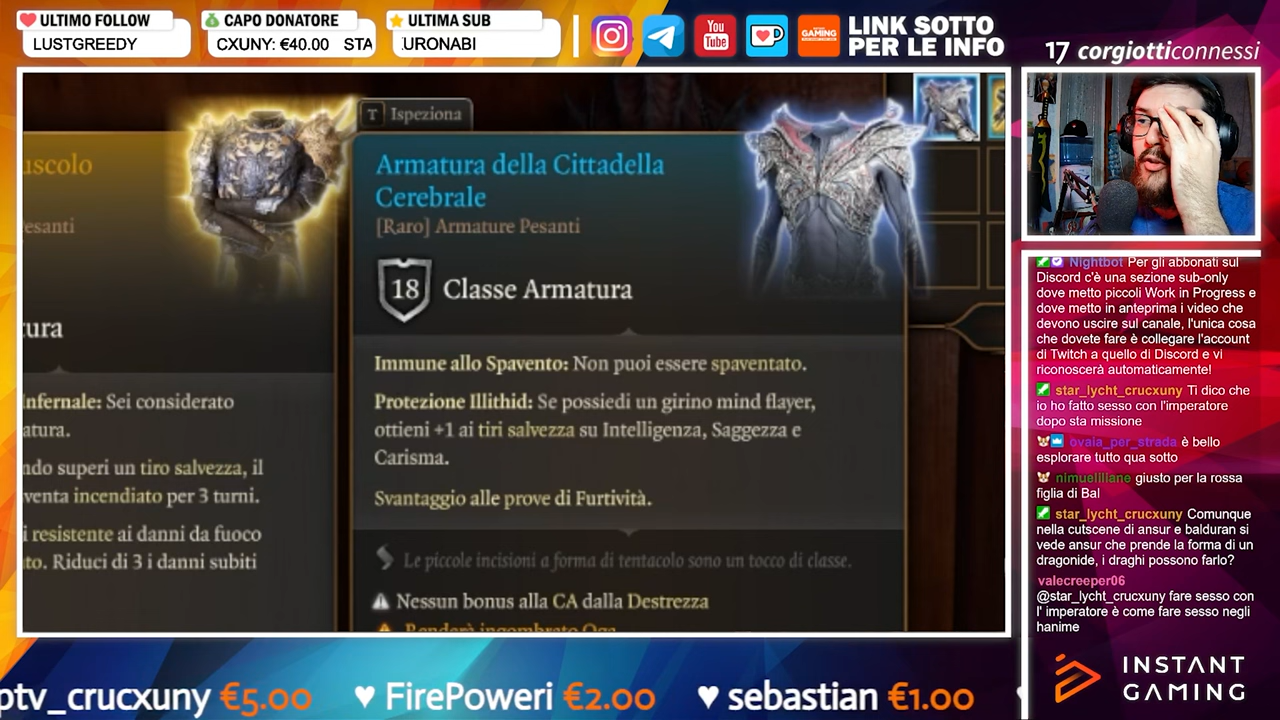 ULTIMO FOLLOW
LUSTGREEDY
CAPO DONATORE
CXUNY: €40.00 STA
ULTIMA SUB
URONABI
You
Tube
GAMING
LINK SOTTO
PER LE INFO
17 corgiotticonnessi
uscolo
esanti
tura
nfernale: Sei considerato
atura.
ndo superi un tiro salvezza, il
venta incendiato per 3 turni.
i resistente ai danni da fuoco
to. Riduci di 3 i danni subiti
T Ispeziona
Armatura della Cittadella
Cerebrale
[Raro] Armature Pesanti
18 Classe Armatura
Immune allo Spavento: Non puoi essere spaventato.
Protezione Illithid: Se possiedi un girino mind flayer,
ottieni +1 ai tiri salvezza su Intelligenza, Saggezza e
Carisma.
Svantaggio alle prove di Furtività.
Le piccole incisioni a forma di tentacolo sono un tocco di classe.
Nessun bonus alla CA dalla Destrezza
Renderà ingombrato Oga
Nightbot Per gli abbonati sul
Discord c'è una sezione sub-only
dove metto piccoli Work in Progress e
dove metto in anteprima i video che
devono uscire sul canale, l'unica cosa
che dovete fare è collegare l'account
di Twitch a quello di Discord e vi
riconoscerà automaticamente!
star_lycht_crucxuny Ti dico che
io ho fatto sesso con l'imperatore
dopo sta missione
ovaia_per_strada è bello
esplorare tutto qua sotto
nimueliliane giusto per la rossa
figlia di Bal
star_lycht_crucxuny Comunque
nella cutscene di ansur e balduran si
vede ansur che prende la forma di un
dragonide, i draghi possono farlo?
valecreeper06
@star_lycht_crucxuny fare sesso con
l' imperatore è come fare sesso negli
hanime
INSTANT
GAMING
ptv_crucxuny €5.00 ♥ FirePoweri €2.00 ♥ sebastian €1.00